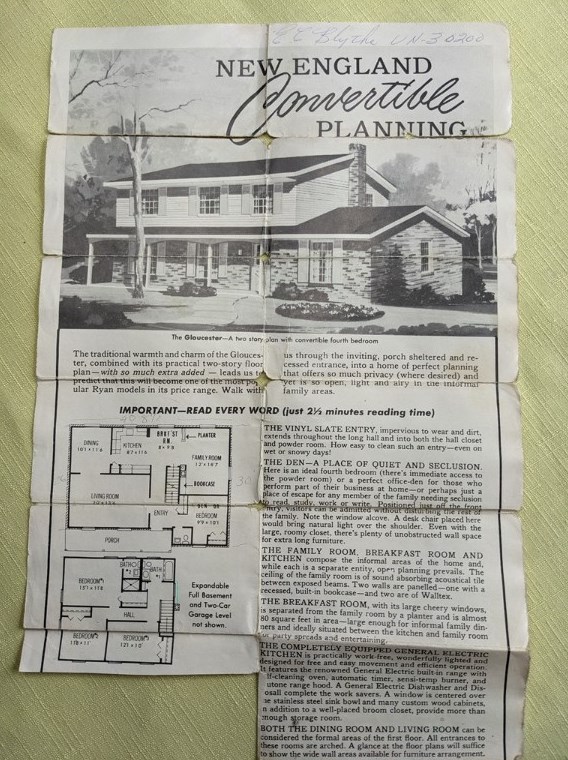 C E Blythe UN-3 0200
NEW ENGLAND
Convertible
PLANNING
The Gloucester—A two story plan with convertible fourth bedroom
The traditional warmth and charm of the Glouces-
ter, combined with its practical two-story floor
plan—with so much extra added — leads us to
predict that this will become one of the most po
ular Ryan models in its price range. Walk with
us through the inviting, porch sheltered and re-
cessed entrance, into a home of perfect planning
that offers so much privacy (where desired) and
yet is so open, light and airy in the informal
family areas.
IMPORTANT—READ EVERY WORD (just 2½ minutes reading time)
DINING
KITCHEN
PLANTER
FAMILY ROOM
BOOKCASE
LIVING ROOM
ENTRY
BEDROOM
PORCH
BATH
BATH
BEDROOM
HALL
BEDROOM
BEDROOM
Expandable
Full Basement
and Two-Car
Garage Level
not shown.
THE VINYL SLATE ENTRY, impervious to wear and dirt,
extends throughout the long hall and into both the hall closet
and powder room. How easy to clean such an entry—even on
wet or snowy days!
THE DEN—A PLACE OF QUIET AND SECLUSION.
Here is an ideal fourth bedroom (there's immediate access to
the powder room) or a perfect office-den for those who
perform part of their business at home—or perhaps just a
place of escape for any member of the family needing seclusion
to read, study, work or write. Positioned just off the front
entry, visitors can be admitted without disturbing the rest of
the family. Note the window alcove. A desk chair placed here
would bring natural light over the shoulder. Even with the
large, roomy closet, there's plenty of unobstructed wall space
for extra long furniture.
THE FAMILY ROOM, BREAKFAST ROOM AND
KITCHEN compose the informal areas of the home and,
while each is a separate entity, open planning prevails. The
ceiling of the family room is of sound absorbing acoustical tile
between exposed beams. Two walls are panelled—one with a
recessed, built-in bookcase—and two are of Walltex.
THE BREAKFAST ROOM, with its large cheery windows,
is separated from the family room by a planter and is almost
80 square feet in area—large enough for informal family din-
ners and ideally situated between the kitchen and family room
for party spreads and entertaining.
THE COMPLETELY EQUIPPED GENERAL ELECTRIC
KITCHEN is practically work-free, wonderfully lighted and
designed for free and easy movement and efficient operation.
It features the renowned General Electric built-in range with
lf-cleaning oven, automatic timer, sensi-temp burner, and
utone range hood. A General Electric Dishwasher and Dis-
osall complete the work savers. A window is centered over
se stainless steel sink bowl and many custom wood cabinets,
n addition to a well-placed broom closet, provide more than
nough storage room.
BOTH THE DINING ROOM AND LIVING ROOM can be
considered the formal areas of the first floor. All entrances to
these rooms are arched. A glance at the floor plans will suffice
to show the wide wall areas available for furniture arrangement.